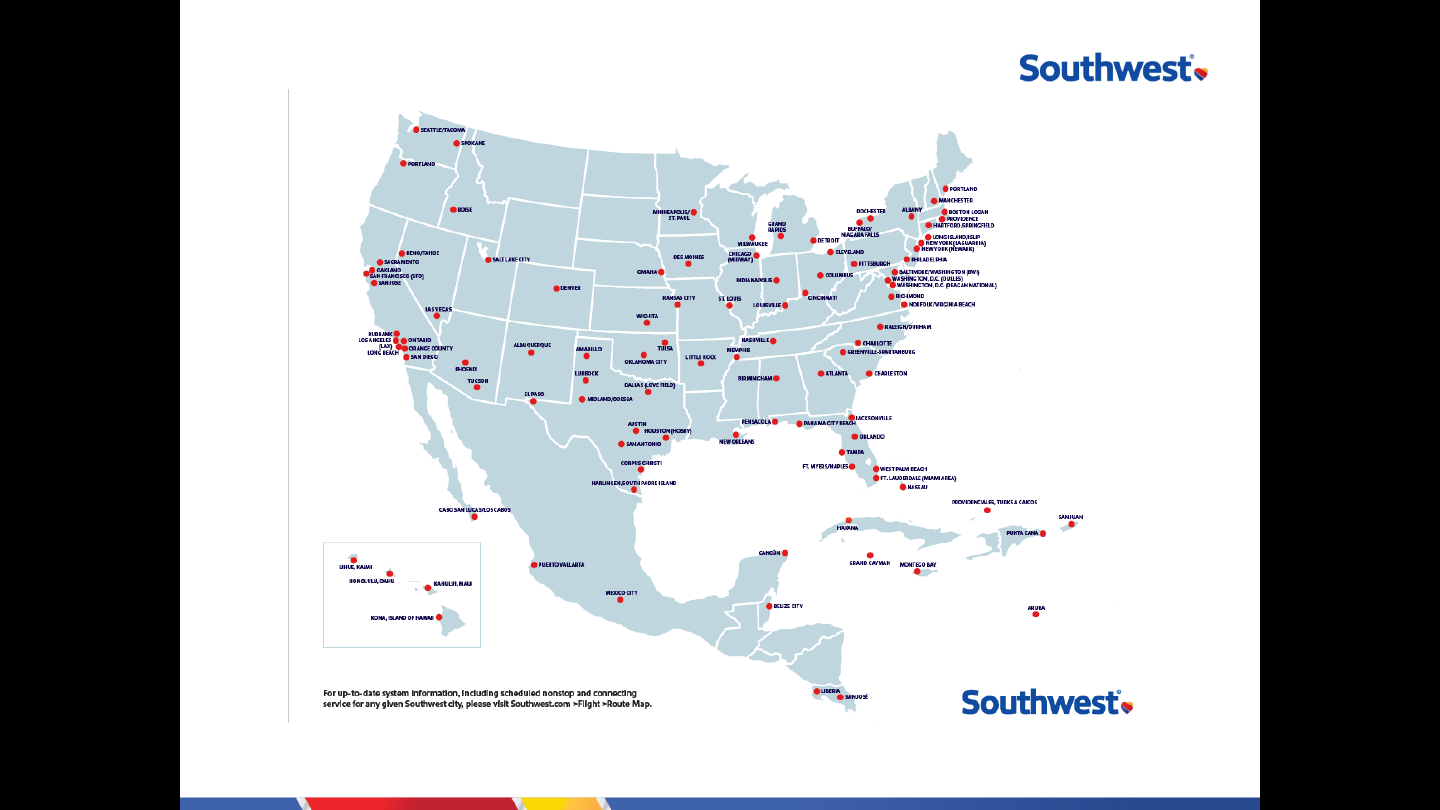 Southwest®
SEATTLE/TACOMA
SPOKANE
PORTLAND
BOISE
RENO/TAHOE
SACRAMENTO
OAKLAND
SAN FRANCISCO (SFO)
SAN JOSE
SALT LAKE CITY
DENVER
LAS VEGAS
BURBANK
LOS ANGELES
(LAX)
ONTARIO
ORANGE COUNTY
LONG BEACH
SAN DIEGO
PHOENIX
TUCSON
ALBUQUERQUE
EL PASO
AMARILLO
LUBBOCK
MIDLAND/ODESSA
MINNEAPOLIS/
ST. PAUL
DES MOINES
OMAHA
KANSAS CITY
WICHITA
TULSA
OKLAHOMA CITY
DALLAS (LOVE FIELD)
AUSTIN
HOUSTON (HOBBY)
SAN ANTONIO
CORPUS CHRISTI
HARLINGEN/SOUTH PADRE ISLAND
LITTLE ROCK
ST. LOUIS
MILWAUKEE
CHICAGO
(MIDWAY)
GRAND
RAPIDS
DETROIT
INDIANAPOLIS
LOUISVILLE
CINCINNATI
COLUMBUS
CLEVELAND
PITTSBURGH
NASHVILLE
MEMPHIS
BIRMINGHAM
ATLANTA
NEW ORLEANS
PENSACOLA
PANAMA CITY BEACH
ROCHESTER
BUFFALO/
NIAGARA FALLS
ALBANY
PORTLAND
MANCHESTER
BOSTON LOGAN
PROVIDENCE
HARTFORD/SPRINGFIELD
LONG ISLAND/ISLIP
NEW YORK (LAGUARDIA)
NEW YORK (NEWARK)
PHILADELPHIA
BALTIMORE/WASHINGTON (BWI)
WASHINGTON, D.C. (DULLES)
WASHINGTON, D.C. (REAGAN NATIONAL)
RICHMOND
NORFOLK/VIRGINIA BEACH
RALEIGH/DURHAM
CHARLOTTE
GREENVILLE-SPARTANBURG
CHARLESTON
JACKSONVILLE
ORLANDO
TAMPA
FT. MYERS/NAPLES
WEST PALM BEACH
FT. LAUDERDALE (MIAMI AREA)
NASSAU
PROVIDENCIALES, TURKS & CAICOS
SAN JUAN
PUNTA CANA
HAVANA
GRAND CAYMAN
MONTEGO BAY
ARUBA
CABO SAN LUCAS/LOS CABOS
PUERTO VALLARTA
MEXICO CITY
CANCÚN
BELIZE CITY
LIBERIA
SAN JOSÉ
LIHUE, KAUAI
HONOLULU, OAHU
KAHULUI, MAUI
KONA, ISLAND OF HAWAII
For up-to-date system information, including scheduled nonstop and connecting
service for any given Southwest city, please visit Southwest.com >Flight >Route Map.
Southwest®